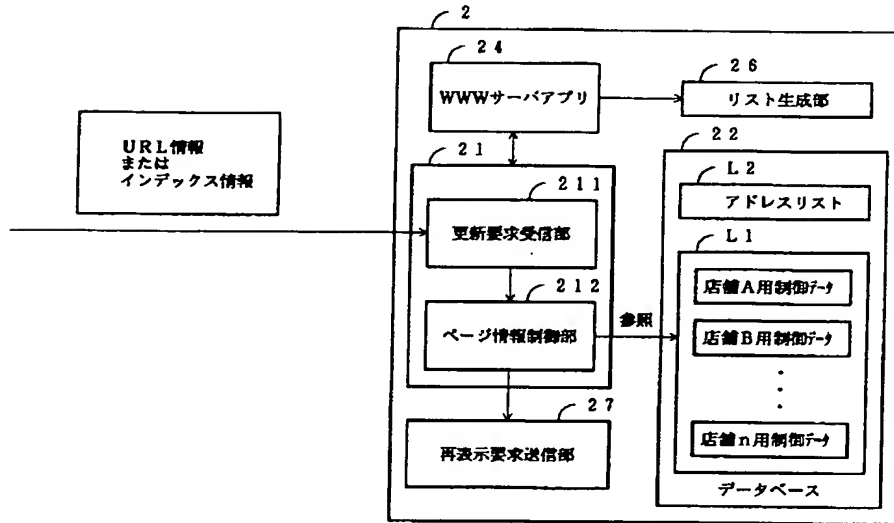 2
24
WWWサーバアプリ
26
リスト生成部
URL情報
または
インデックス情報
21
211
更新要求受信部
212
ページ情報制御部
参照
27
再表示要求送信部
22
L2
アドレスリスト
L1
店舗A用制御データ
店舗B用制御データ
・
・
・
店舗n用制御データ
データベース